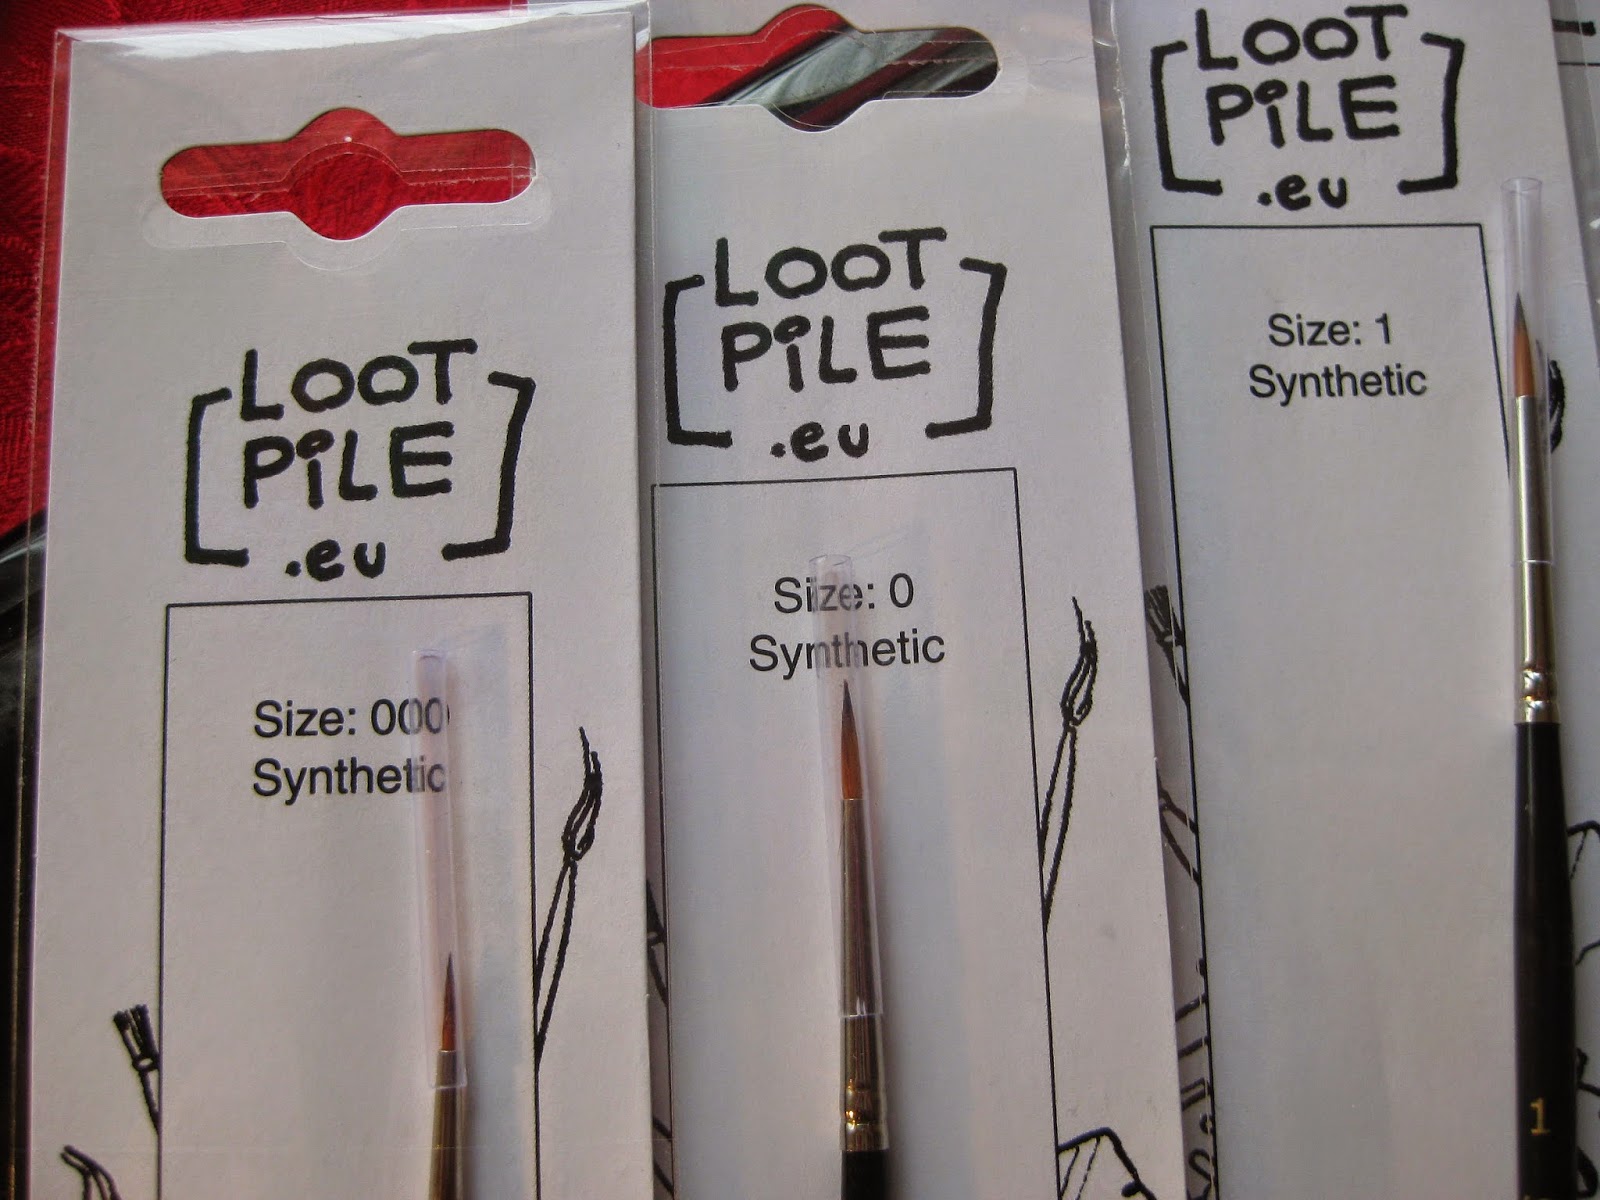 LOOT
PiLE
.eu
Size: 000
Synthetic
LOOT
PiLE
.eu
Size: 0
Synthetic
LOOT
PiLE
.eu
Size: 1
Synthetic
1